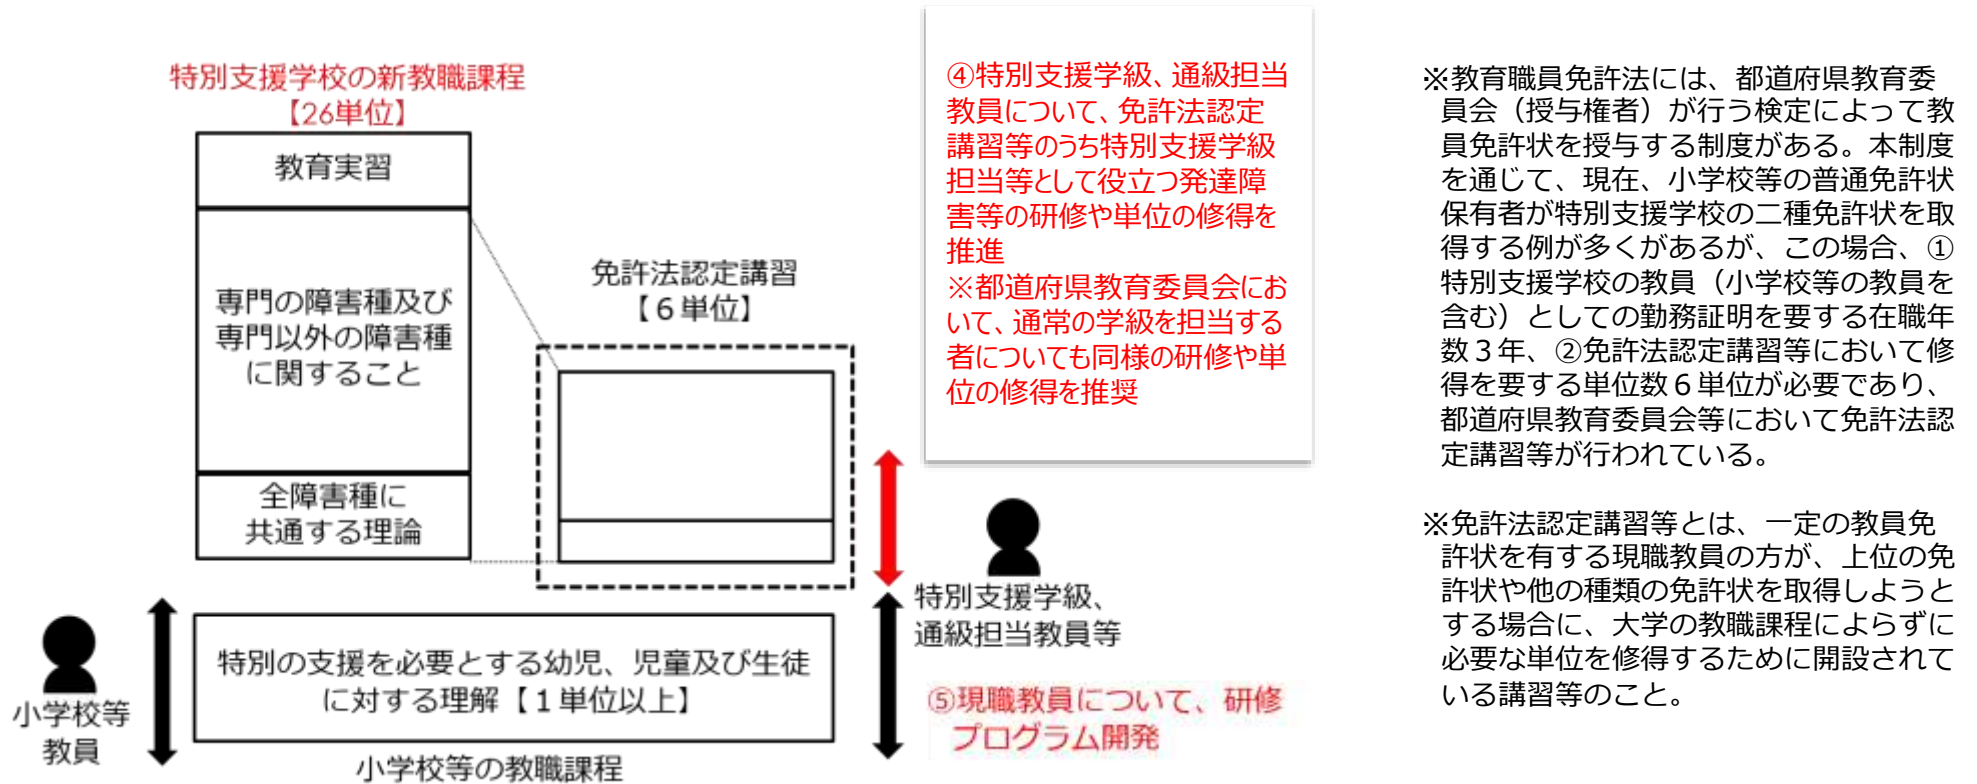 特別支援学校の新教職課程
【26単位】
教育実習
専門の障害種及び
専門以外の障害種
に関すること
全障害種に
共通する理論
免許法認定講習
【６単位】
小学校等
教員
特別の支援を必要とする幼児、児童及び生徒
に対する理解【１単位以上】
小学校等の教職課程
④特別支援学級、通級担当
教員について、免許法認定
講習等のうち特別支援学級
担当等として役立つ発達障
害等の研修や単位の修得を
推進
※都道府県教育委員会にお
いて、通常の学級を担当する
者についても同様の研修や単
位の修得を推奨
特別支援学級、
通級担当教員等
⑤現職教員について、研修
プログラム開発
※教育職員免許法には、都道府県教育委
員会（授与権者）が行う検定によって教
員免許状を授与する制度がある。本制度
を通じて、現在、小学校等の普通免許状
保有者が特別支援学校の二種免許状を取
得する例が多くがあるが、この場合、①
特別支援学校の教員（小学校等の教員を
含む）としての勤務証明を要する在職年
数３年、②免許法認定講習等において修
得を要する単位数６単位が必要であり、
都道府県教育委員会等において免許法認
定講習等が行われている。
※免許法認定講習等とは、一定の教員免
許状を有する現職教員の方が、上位の免
許状や他の種類の免許状を取得しようと
する場合に、大学の教職課程によらずに
必要な単位を修得するために開設されて
いる講習等のこと。